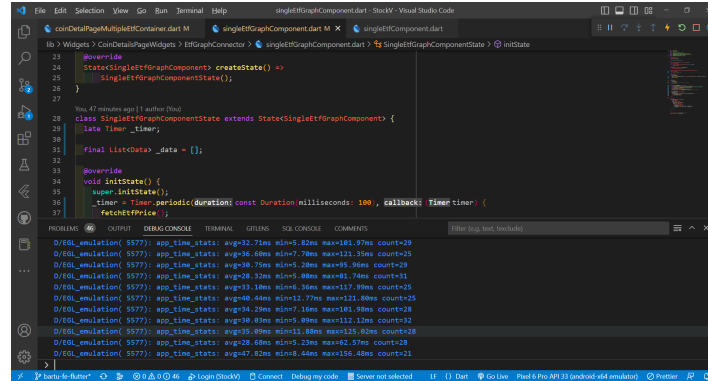 File Edit Selection View Go Run Terminal Help singleEtfGraphComponent.dart - StockV - Visual Studio Code
coinDetalPageMultipleEtfContainer.dart M singleEtfGraphComponent.dart M X singleEtfComponent.dart
lib > Widgets > CoinDetailsPageWidgets > EtfGraphConnector > singleEtfGraphComponent.dart > SingleEtfGraphComponentState > initState
23 @override
24 State<SingleEtfGraphComponent> createState() =>
25 SingleEtfGraphComponentState();
26 }
27
You, 47 minutes ago | 1 author (You)
28 class SingleEtfGraphComponentState extends State<SingleEtfGraphComponent> {
29 late Timer _timer;
30
31 final List<Data> _data = [];
32
33 @override
34 void initState() {
35 super.initState();
36 _timer = Timer.periodic(duration: const Duration(milliseconds: 100), callback: (Timer timer) {
37 fetchEtfPrice();
PROBLEMS 46 OUTPUT DEBUG CONSOLE TERMINAL GITLENS SQL CONSOLE COMMENTS Filter (e.g. text, !exclude)
D/EGL_emulation( 5577): app_time_stats: avg=32.71ms min=5.82ms max=101.97ms count=29
D/EGL_emulation( 5577): app_time_stats: avg=36.60ms min=7.70ms max=121.35ms count=25
D/EGL_emulation( 5577): app_time_stats: avg=30.75ms min=5.20ms max=95.96ms count=29
D/EGL_emulation( 5577): app_time_stats: avg=28.32ms min=5.08ms max=81.74ms count=31
D/EGL_emulation( 5577): app_time_stats: avg=33.10ms min=6.36ms max=117.99ms count=25
D/EGL_emulation( 5577): app_time_stats: avg=40.44ms min=12.77ms max=121.80ms count=25
D/EGL_emulation( 5577): app_time_stats: avg=34.29ms min=7.16ms max=101.98ms count=28
D/EGL_emulation( 5577): app_time_stats: avg=30.03ms min=5.09ms max=112.12ms count=32
D/EGL_emulation( 5577): app_time_stats: avg=35.09ms min=11.88ms max=125.02ms count=28
D/EGL_emulation( 5577): app_time_stats: avg=28.68ms min=5.23ms max=62.57ms count=28
D/EGL_emulation( 5577): app_time_stats: avg=47.82ms min=8.44ms max=156.48ms count=21
>
bartu-fe-flutter* 0 0 46 Login (StockV) Connect Debug my code Server not selected LF {} Dart Go Live Pixel 6 Pro API 33 (android-x64 emulator) Prettier